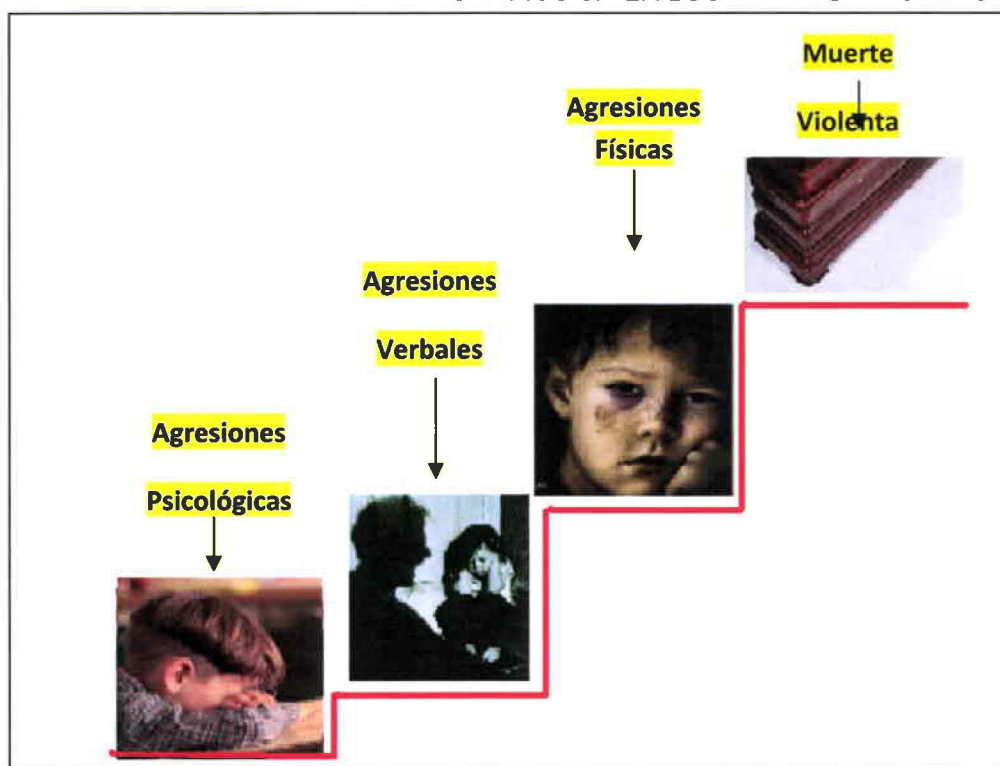 Agresiones
Psicológicas
Agresiones
Verbales
Agresiones
Físicas
Muerte
Violenta